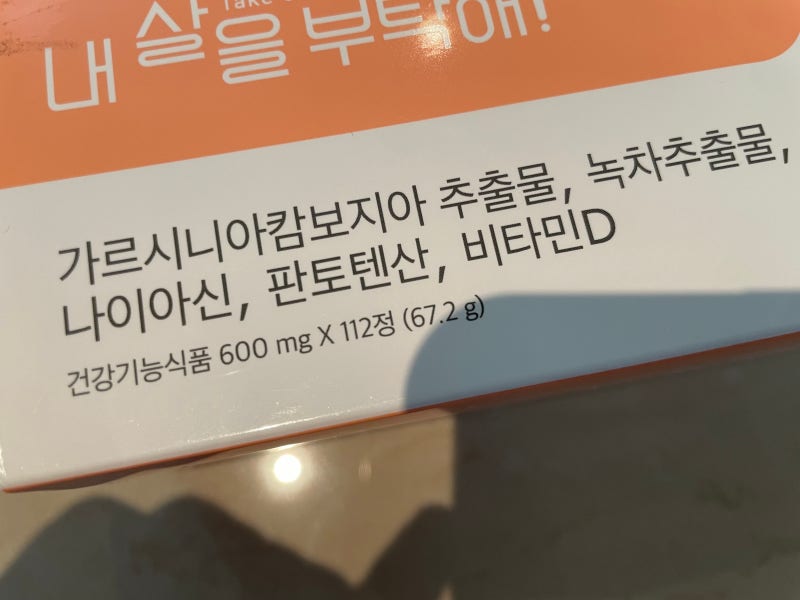 Take
내 살을 부탁해!
가르시니아캄보지아 추출물, 녹차추출물,
나이아신, 판토텐산, 비타민D
건강기능식품 600 mg X 112정 (67.2 g)